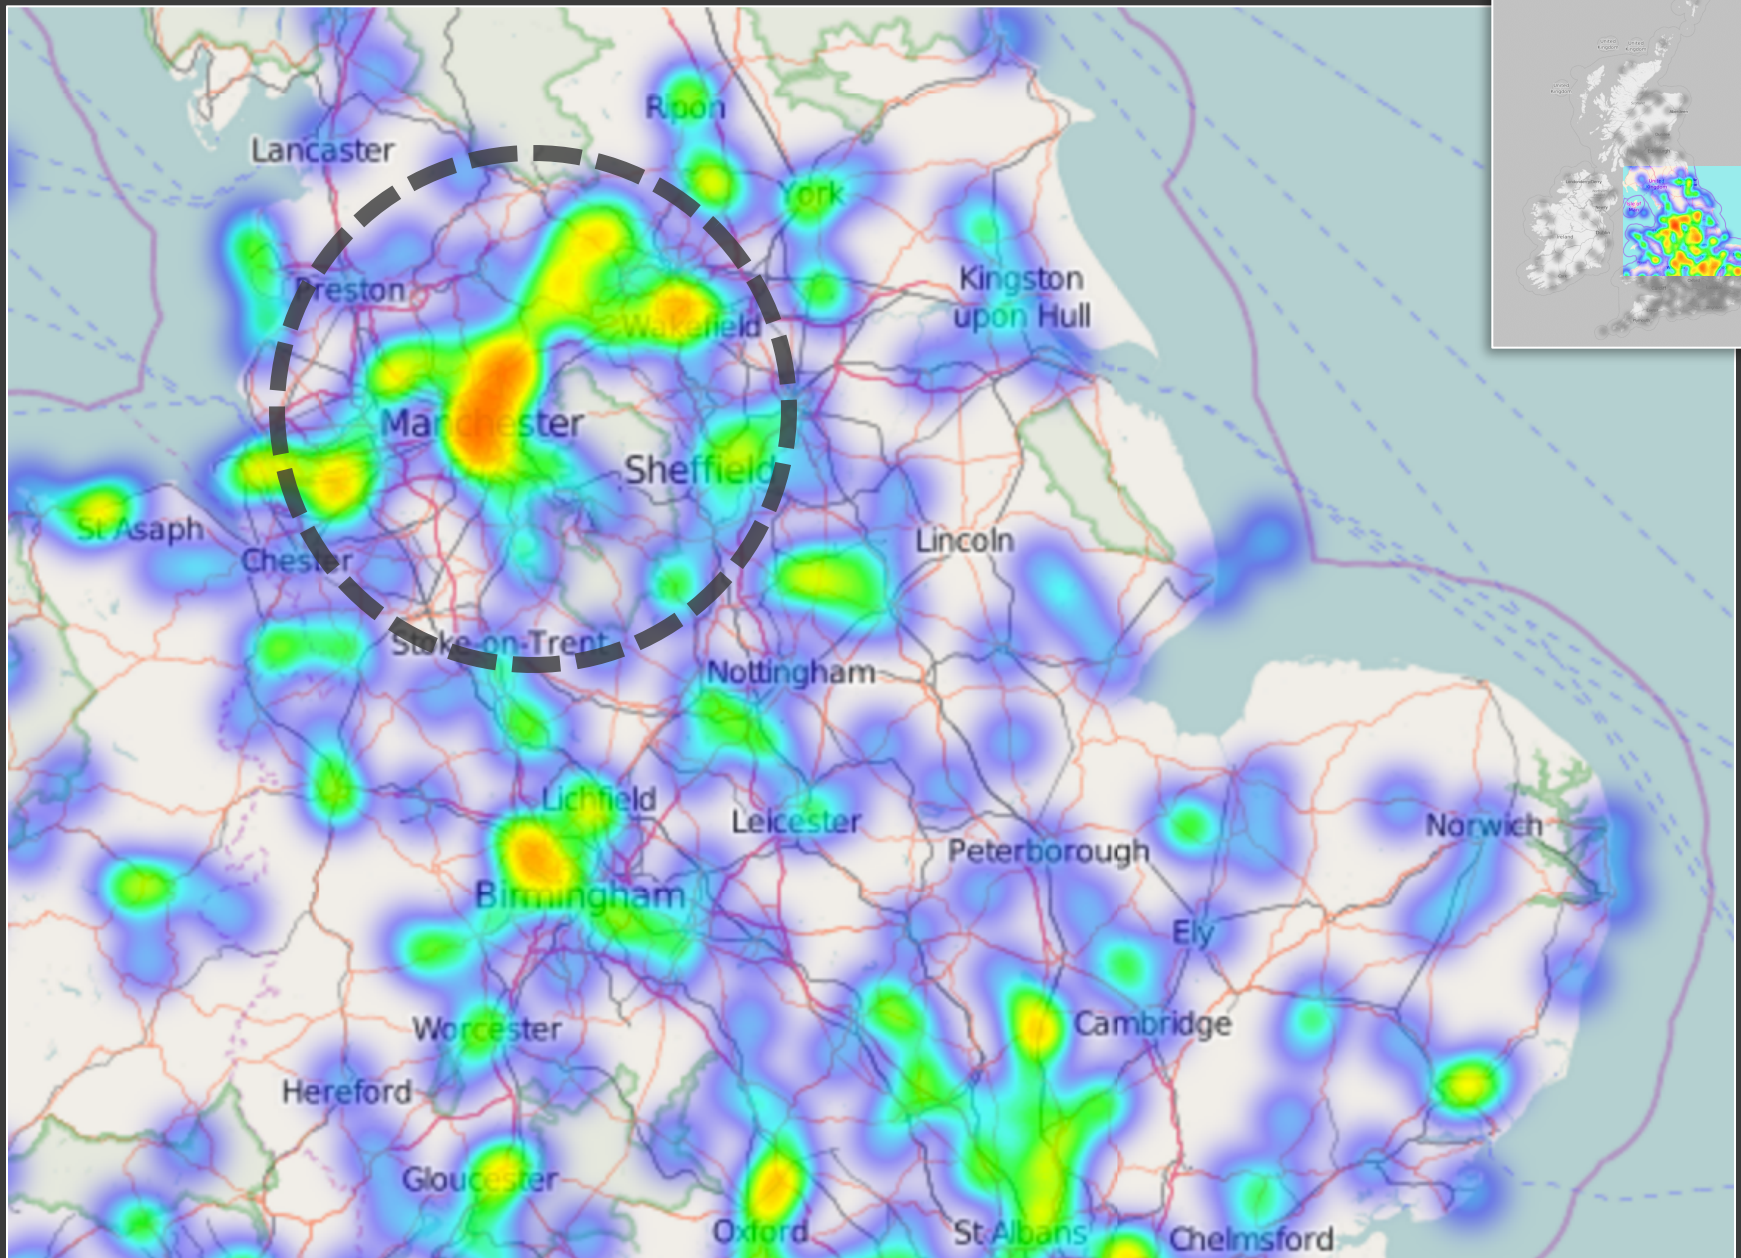 Ripon
Lancaster
York
Preston
Kingston
upon Hull
Wakefield
Manchester
Sheffield
St Asaph
Chester
Lincoln
Stoke-on-Trent
Nottingham
Lichfield
Leicester
Norwich
Peterborough
Birmingham
Ely
Cambridge
Worcester
Hereford
Gloucester
Oxford
St Albans
Chelmsford